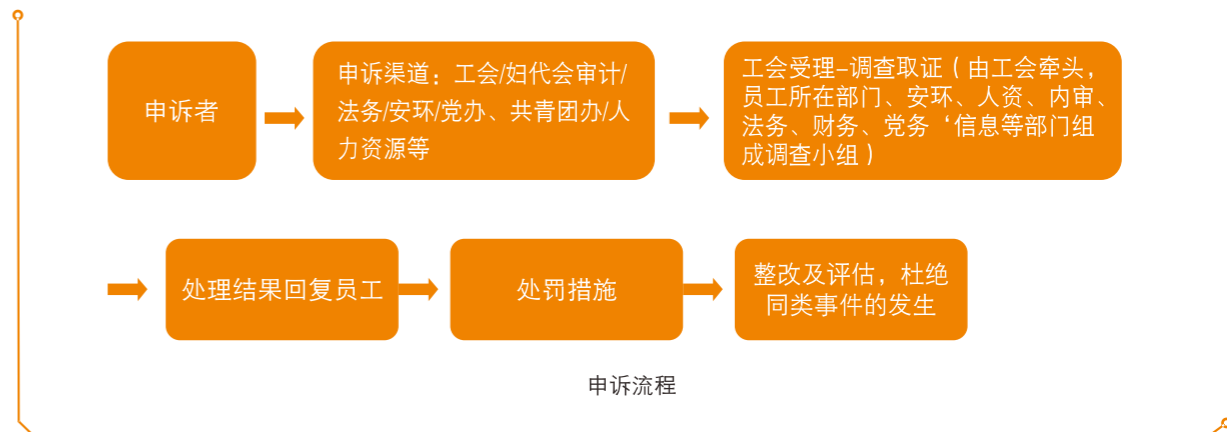 申诉者
申诉渠道：工会/妇代会审计/
法务/安环/党办、共青团办/人
力资源等
工会受理–调查取证（由工会牵头，
员工所在部门、安环、人资、内审、
法务、财务、党务‘信息等部门组
成调查小组）
处理结果回复员工
处罚措施
整改及评估，杜绝
同类事件的发生
申诉流程